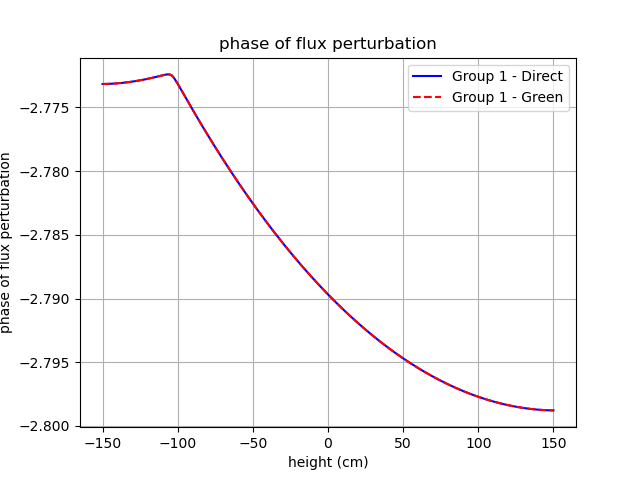 phase of flux perturbation
Group 1 - Direct
Group 1 - Green
−2.775
−2.780
−2.785
−2.790
−2.795
−2.800
phase of flux perturbation
−150
−100
−50
0
50
100
150
height (cm)